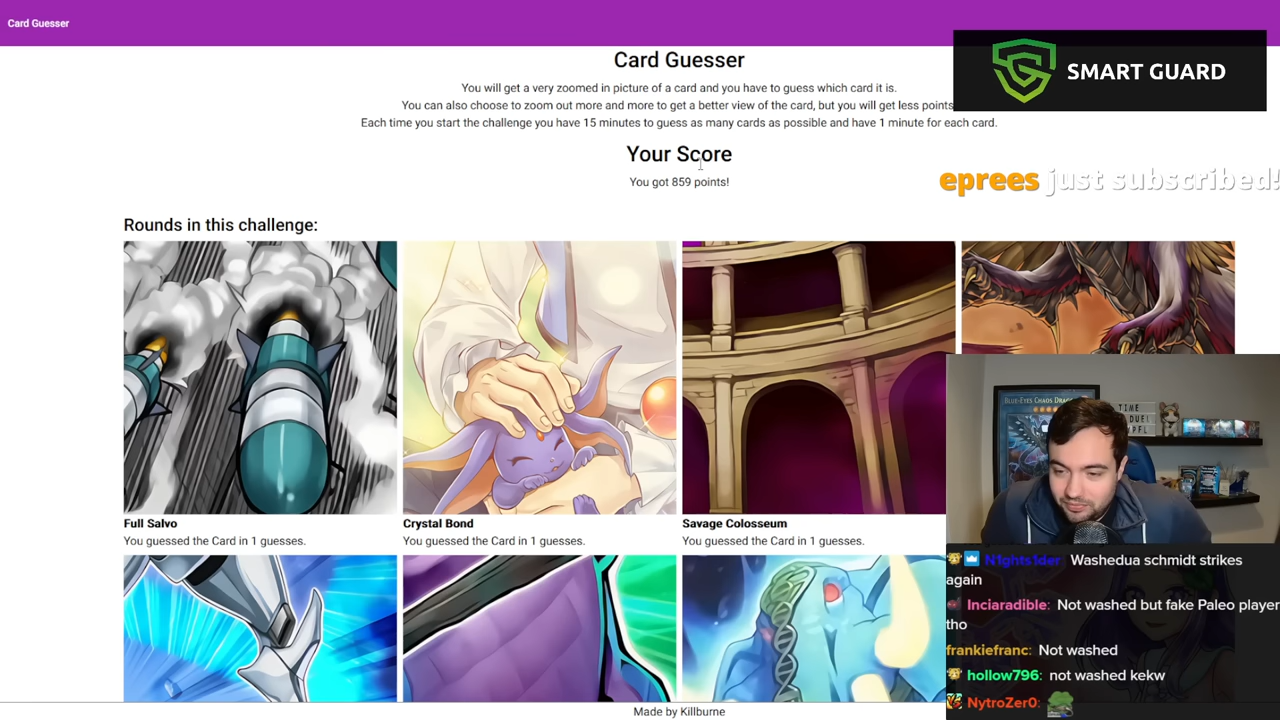 Card Guesser
Card Guesser
You will get a very zoomed in picture of a card and you have to guess which card it is.
You can also choose to zoom out more and more to get a better view of the card, but you will get less points
Each time you start the challenge you have 15 minutes to guess as many cards as possible and have 1 minute for each card.
SMART GUARD
Your Score
You got 859 points!
eprees just subscribed!
Rounds in this challenge:
Full Salvo
You guessed the Card in 1 guesses.
Crystal Bond
You guessed the Card in 1 guesses.
Savage Colosseum
You guessed the Card in 1 guesses.
BLUE-EYES CHAOS DRAG
TIME
N1ghts1der Washedua schmidt strikes
again
Inciaradible: Not washed but fake Paleo player
tho
frankiefranc: Not washed
hollow796: not washed kekw
NytroZer0:
Made by Killburne